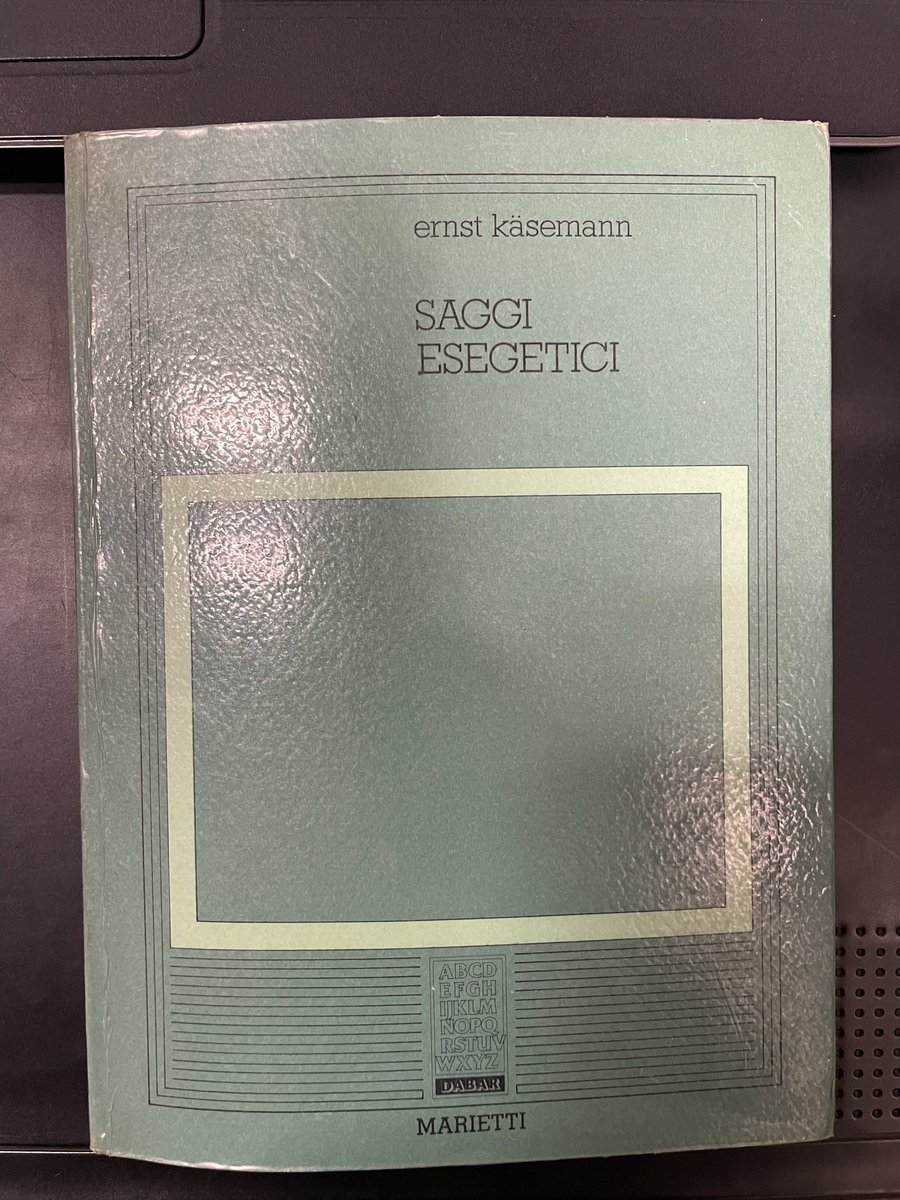 ernst käsemann
SAGGI
ESEGETICI
ABCD
EFGH
IJKLM
NOPQ
RSTUV
WXYZ
DABAR
MARIETTI